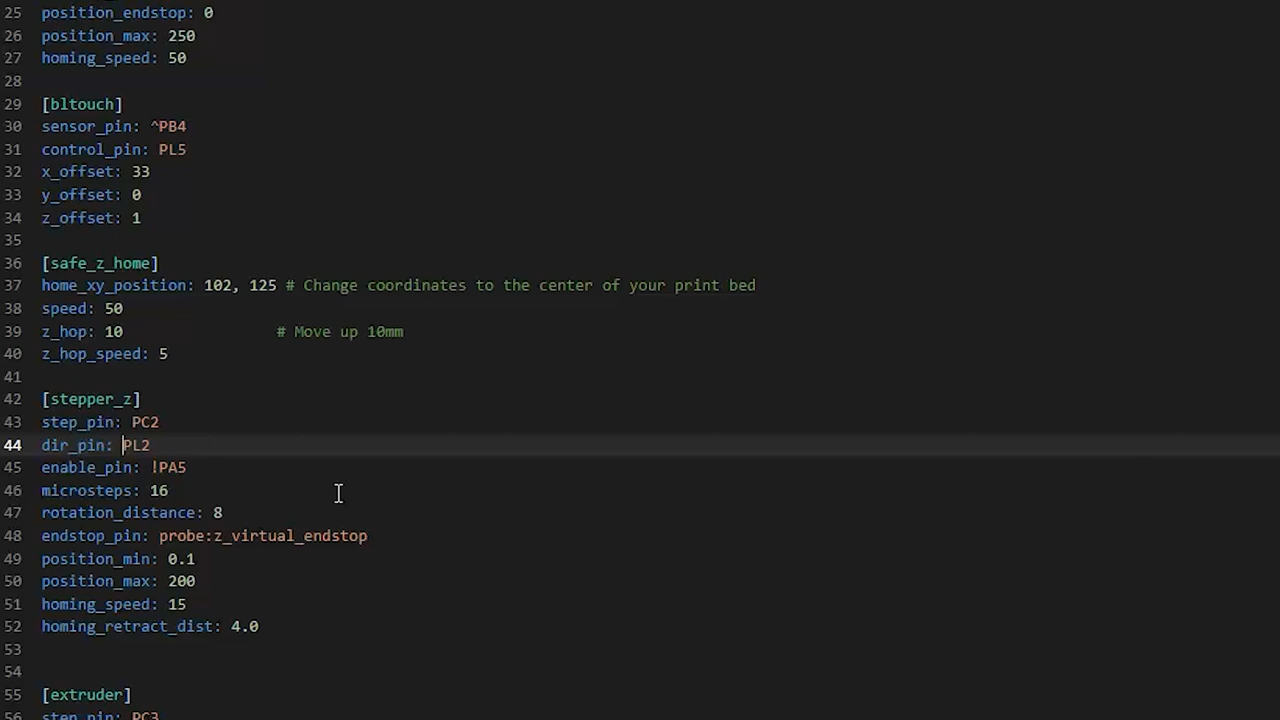 25 position_endstop: 0
26 position_max: 250
27 homing_speed: 50
28
29 [bltouch]
30 sensor_pin: ^PB4
31 control_pin: PL5
32 x_offset: 33
33 y_offset: 0
34 z_offset: 1
35
36 [safe_z_home]
37 home_xy_position: 102, 125 # Change coordinates to the center of your print bed
38 speed: 50
39 z_hop: 10                 # Move up 10mm
40 z_hop_speed: 5
41
42 [stepper_z]
43 step_pin: PC2
44 dir_pin: PL2
45 enable_pin: !PA5
46 microsteps: 16
47 rotation_distance: 8
48 endstop_pin: probe:z_virtual_endstop
49 position_min: 0.1
50 position_max: 200
51 homing_speed: 15
52 homing_retract_dist: 4.0
53
54
55 [extruder]
56 step_pin: PC3